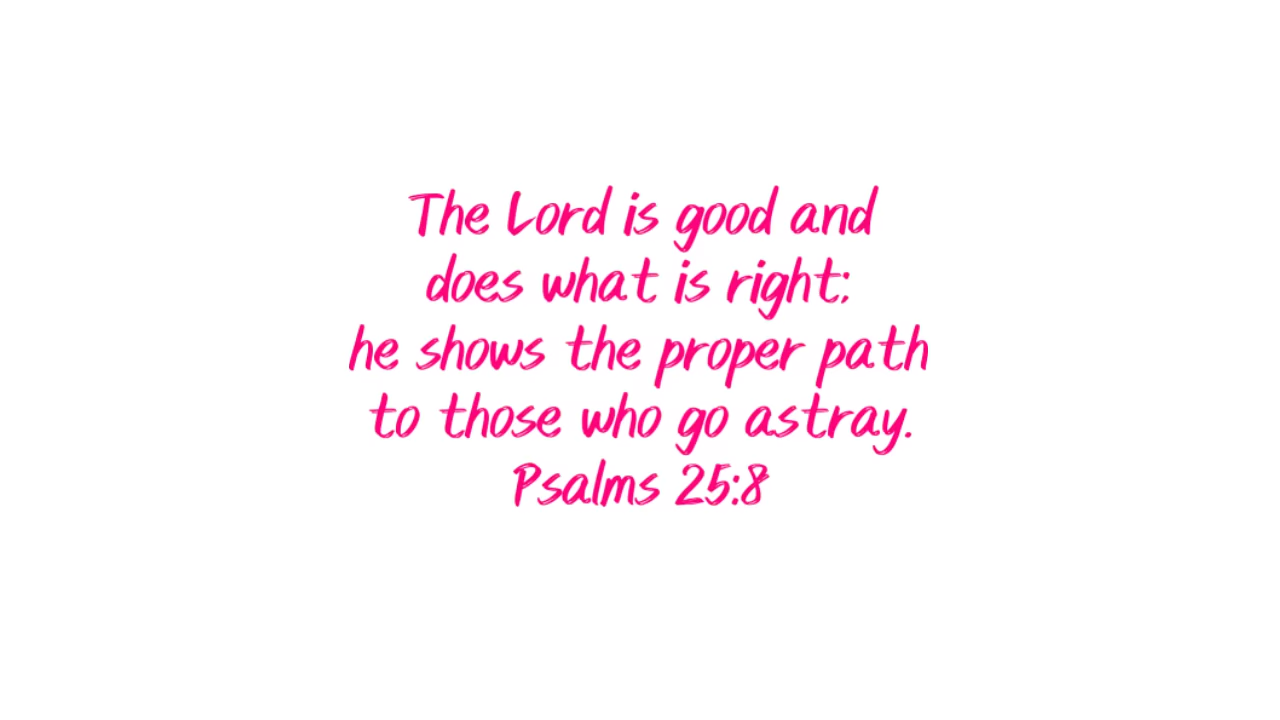 The Lord is good and
does what is right;
he shows the proper path
to those who go astray.
Psalms 25:8